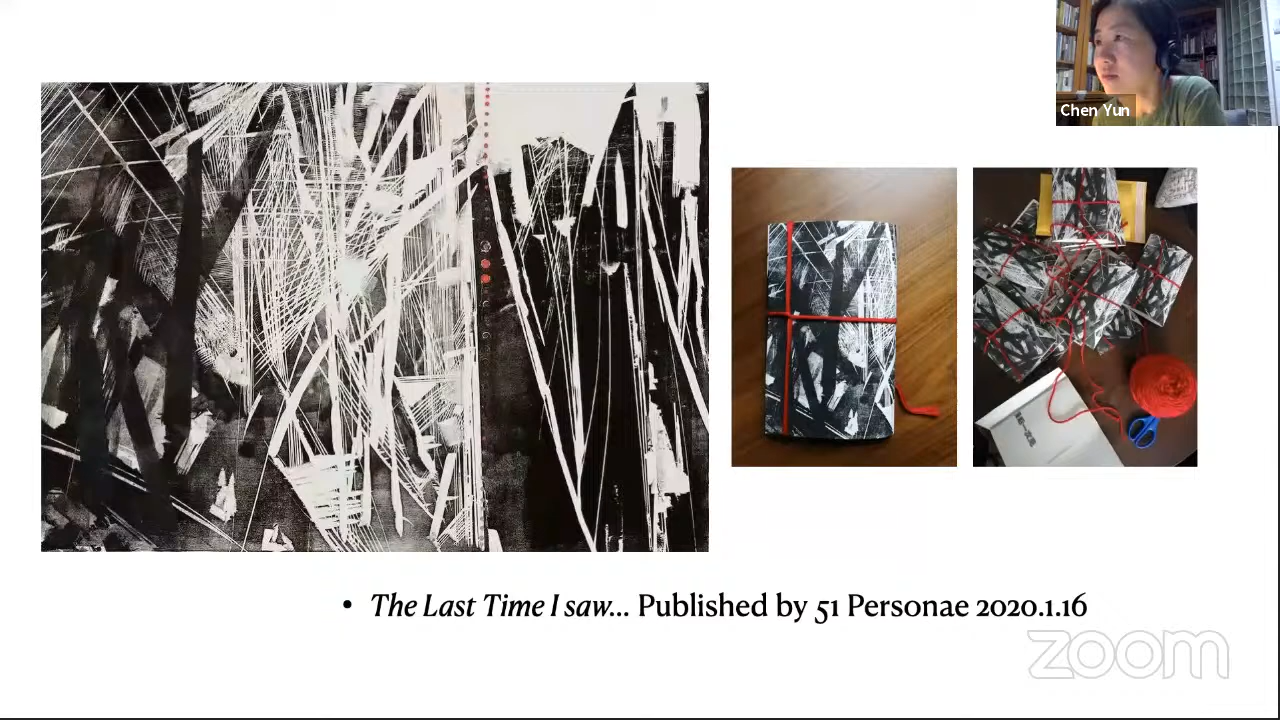 Chen Yun
• The Last Time I saw... Published by 51 Personae 2020.1.16
zoom